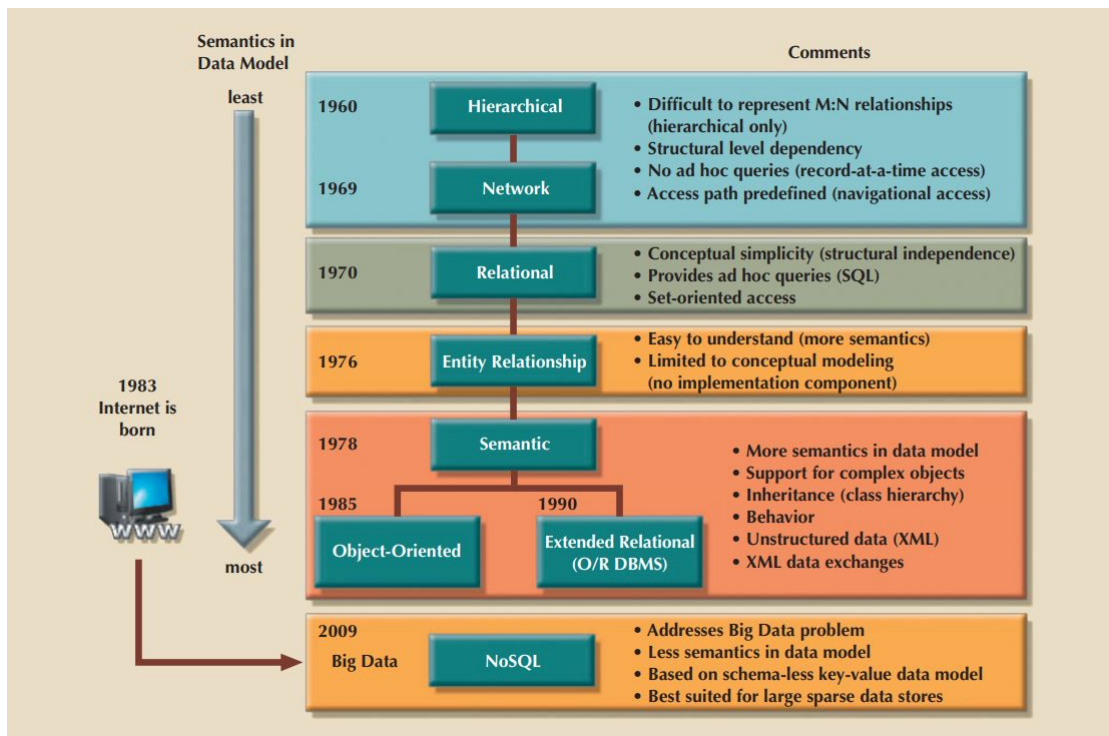 Semantics in
Data Model
least
most
Comments
1960
Hierarchical
1969
Network
• Difficult to represent M:N relationships
(hierarchical only)
• Structural level dependency
• No ad hoc queries (record-at-a-time access)
• Access path predefined (navigational access)
1970
Relational
• Conceptual simplicity (structural independence)
• Provides ad hoc queries (SQL)
• Set-oriented access
1976
Entity Relationship
• Easy to understand (more semantics)
• Limited to conceptual modeling
(no implementation component)
1983
Internet is
born
WWW
1978
Semantic
1985
Object-Oriented
1990
Extended Relational
(O/R DBMS)
• More semantics in data model
• Support for complex objects
• Inheritance (class hierarchy)
• Behavior
• Unstructured data (XML)
• XML data exchanges
2009
Big Data
NoSQL
• Addresses Big Data problem
• Less semantics in data model
• Based on schema-less key-value data model
• Best suited for large sparse data stores